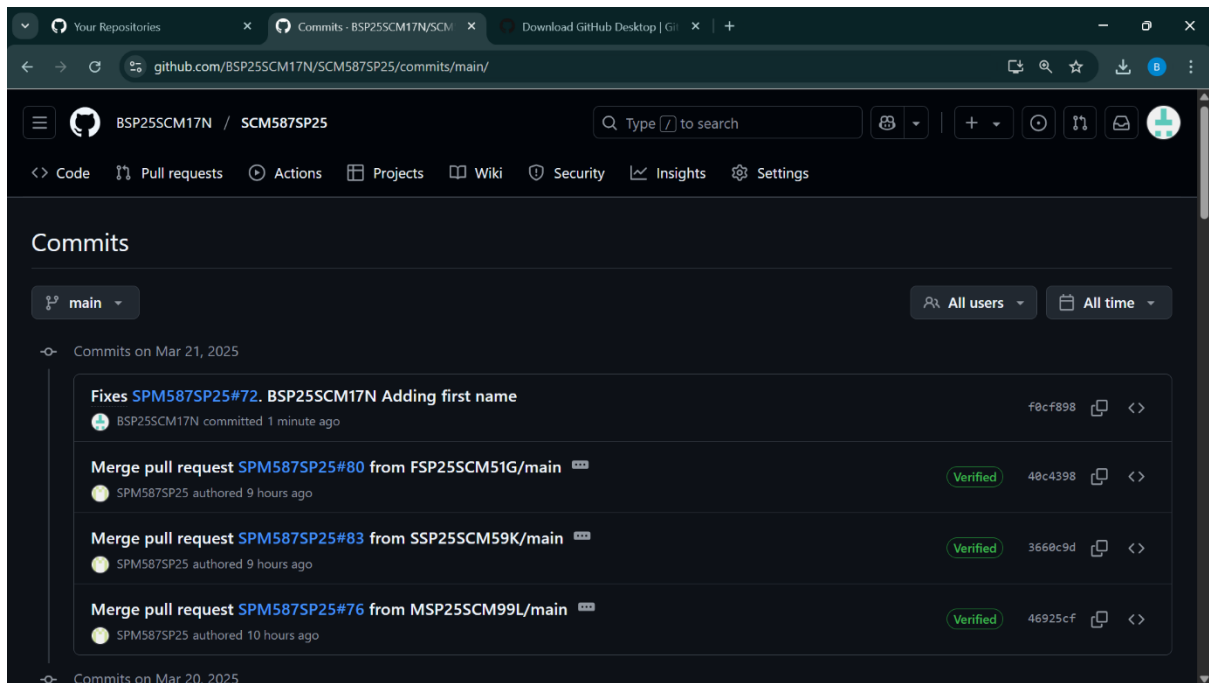 Your Repositories
Commits · BSP25SCM17N/SCM
Download GitHub Desktop | Git
github.com/BSP25SCM17N/SCM587SP25/commits/main/
B
BSP25SCM17N / SCM587SP25
Type / to search
<> Code
Pull requests
Actions
Projects
Wiki
Security
Insights
Settings
Commits
main
All users
All time
Commits on Mar 21, 2025
Fixes SPM587SP25#72. BSP25SCM17N Adding first name
BSP25SCM17N committed 1 minute ago
f0cf898
Merge pull request SPM587SP25#80 from FSP25SCM51G/main
SPM587SP25 authored 9 hours ago
Verified
40c4398
Merge pull request SPM587SP25#83 from SSP25SCM59K/main
SPM587SP25 authored 9 hours ago
Verified
3660c9d
Merge pull request SPM587SP25#76 from MSP25SCM99L/main
SPM587SP25 authored 10 hours ago
Verified
46925cf
Commits on Mar 20, 2025